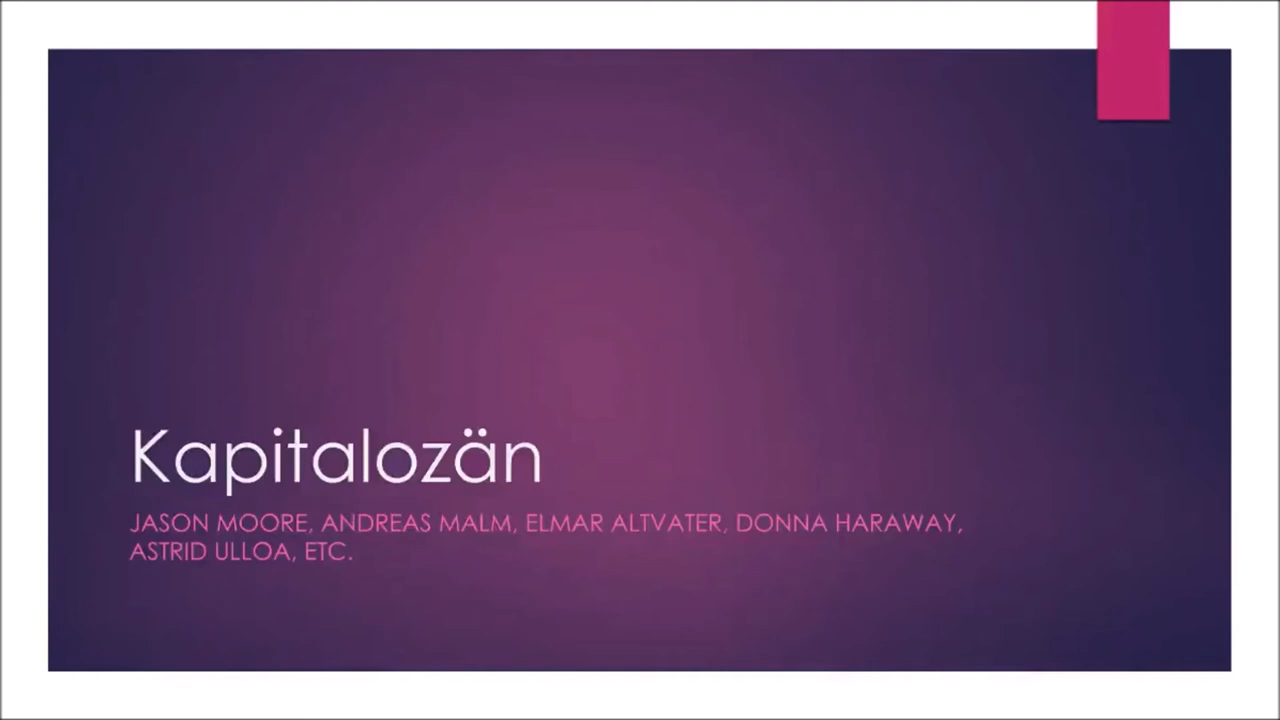 Kapitalozän
JASON MOORE, ANDREAS MALM, ELMAR ALTVATER, DONNA HARAWAY,
ASTRID ULLOA, ETC.